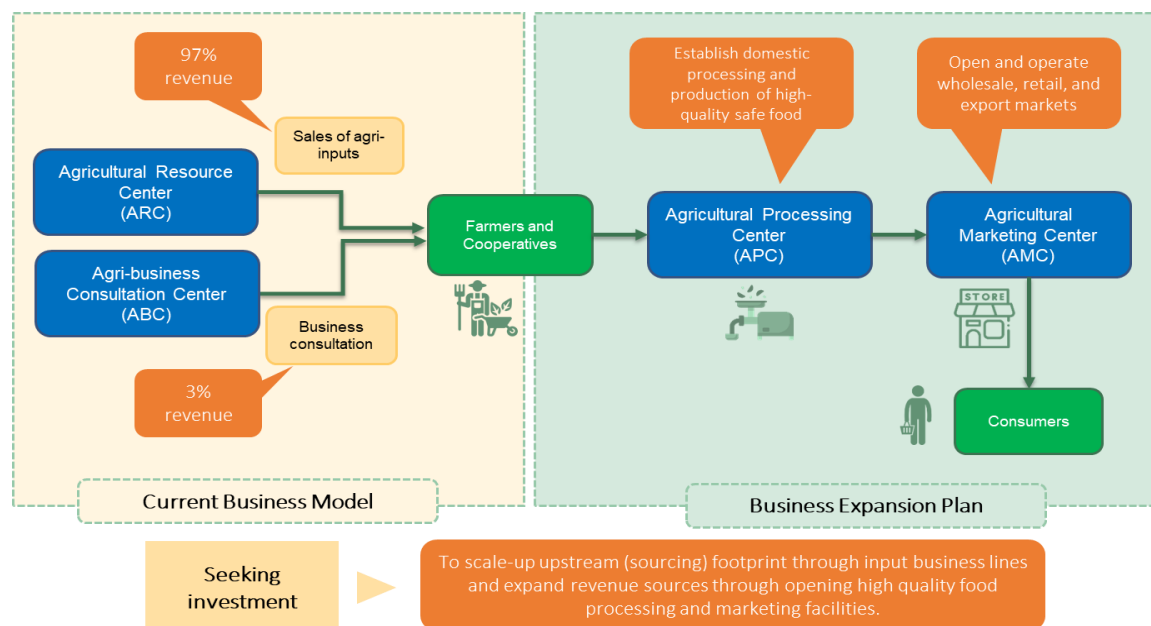 97%
revenue
Sales of agri-
inputs
Agricultural Resource
Center
(ARC)
Agri-business
Consultation Center
(ABC)
Business
consultation
3%
revenue
Farmers and
Cooperatives
Current Business Model
Establish domestic
processing and
production of high-
quality safe food
Open and operate
wholesale, retail, and
export markets
Agricultural Processing
Center
(APC)
Agricultural
Marketing Center
(AMC)
STORE
Consumers
Business Expansion Plan
Seeking
investment
To scale-up upstream (sourcing) footprint through input business lines
and expand revenue sources through opening high quality food
processing and marketing facilities.